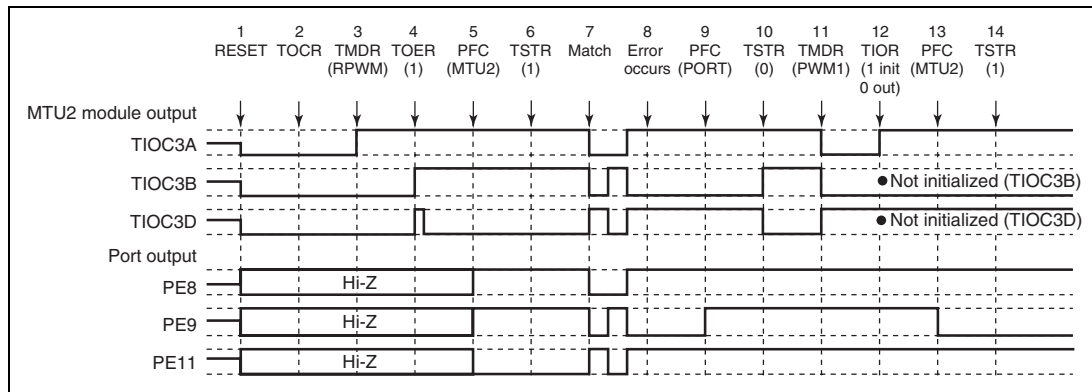 1 2 3 4 5 6 7 8 9 10 11 12 13 14
RESET TOCR TMDR TOER PFC TSTR Match Error PFC TSTR TMDR TIOR PFC TSTR
(RPWM) (1) (MTU2) (1) occurs (PORT) (0) (PWM1) (1 init (MTU2) (1)
0 out)
MTU2 module output
TIOC3A
TIOC3B
● Not initialized (TIOC3B)
TIOC3D
● Not initialized (TIOC3D)
Port output
PE8 Hi-Z
PE9 Hi-Z
PE11 Hi-Z